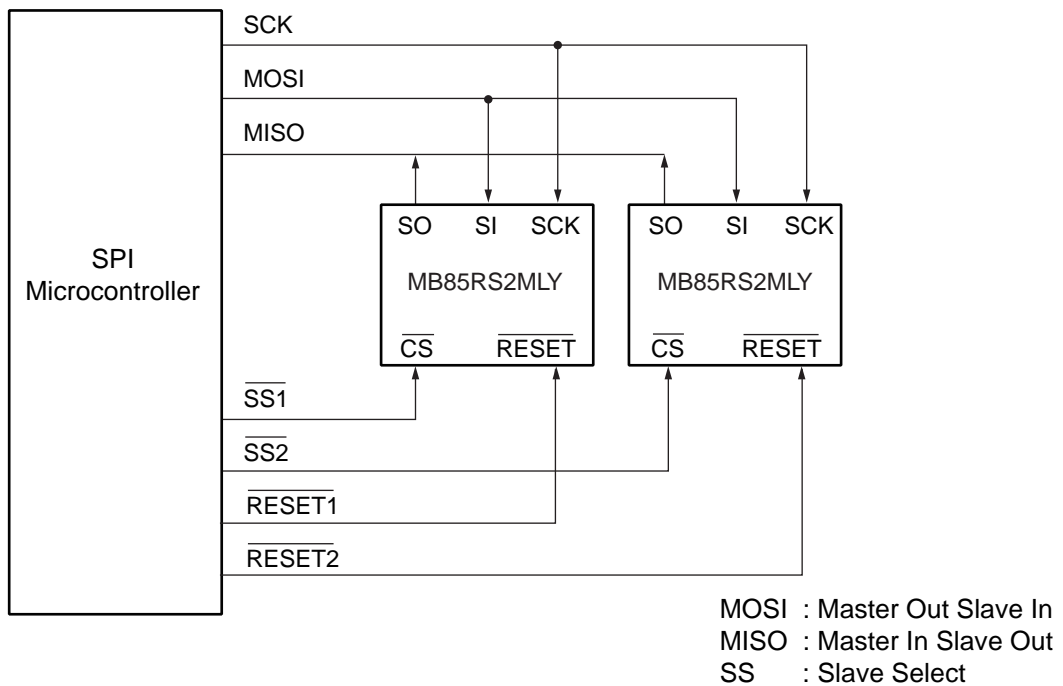 SCK
MOSI
MISO
SPI
Microcontroller
SO SI SCK
MB85RS2MLY
CS RESET
SO SI SCK
MB85RS2MLY
CS RESET
SS1
SS2
RESET1
RESET2
MOSI : Master Out Slave In
MISO : Master In Slave Out
SS : Slave Select